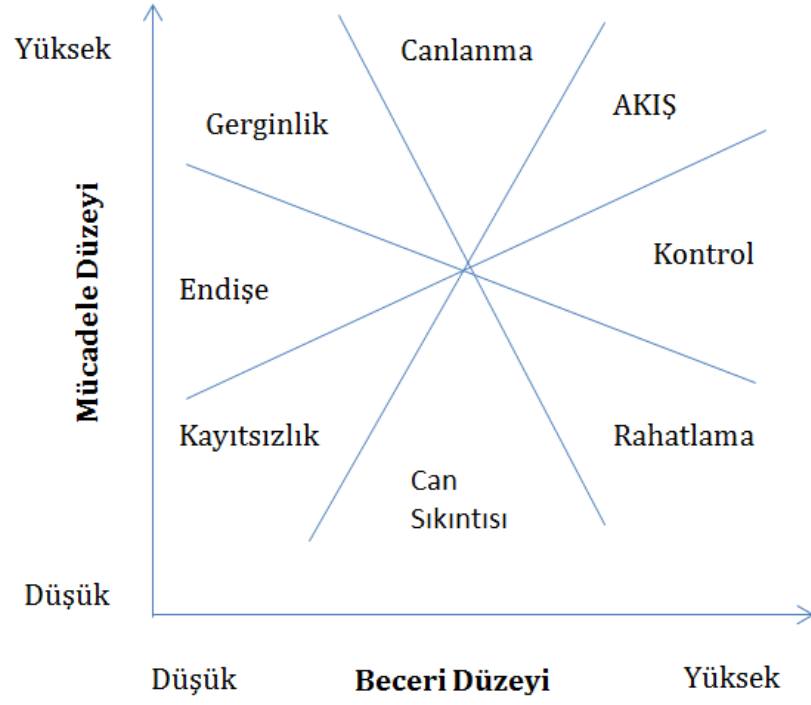 Yüksek
Canlanma
AKIŞ
Gerginlik
Kontrol
Endişe
Mücadele Düzeyi
Kayıtsızlık
Rahatlama
Can
Sıkıntısı
Düşük
Düşük
Beceri Düzeyi
Yüksek